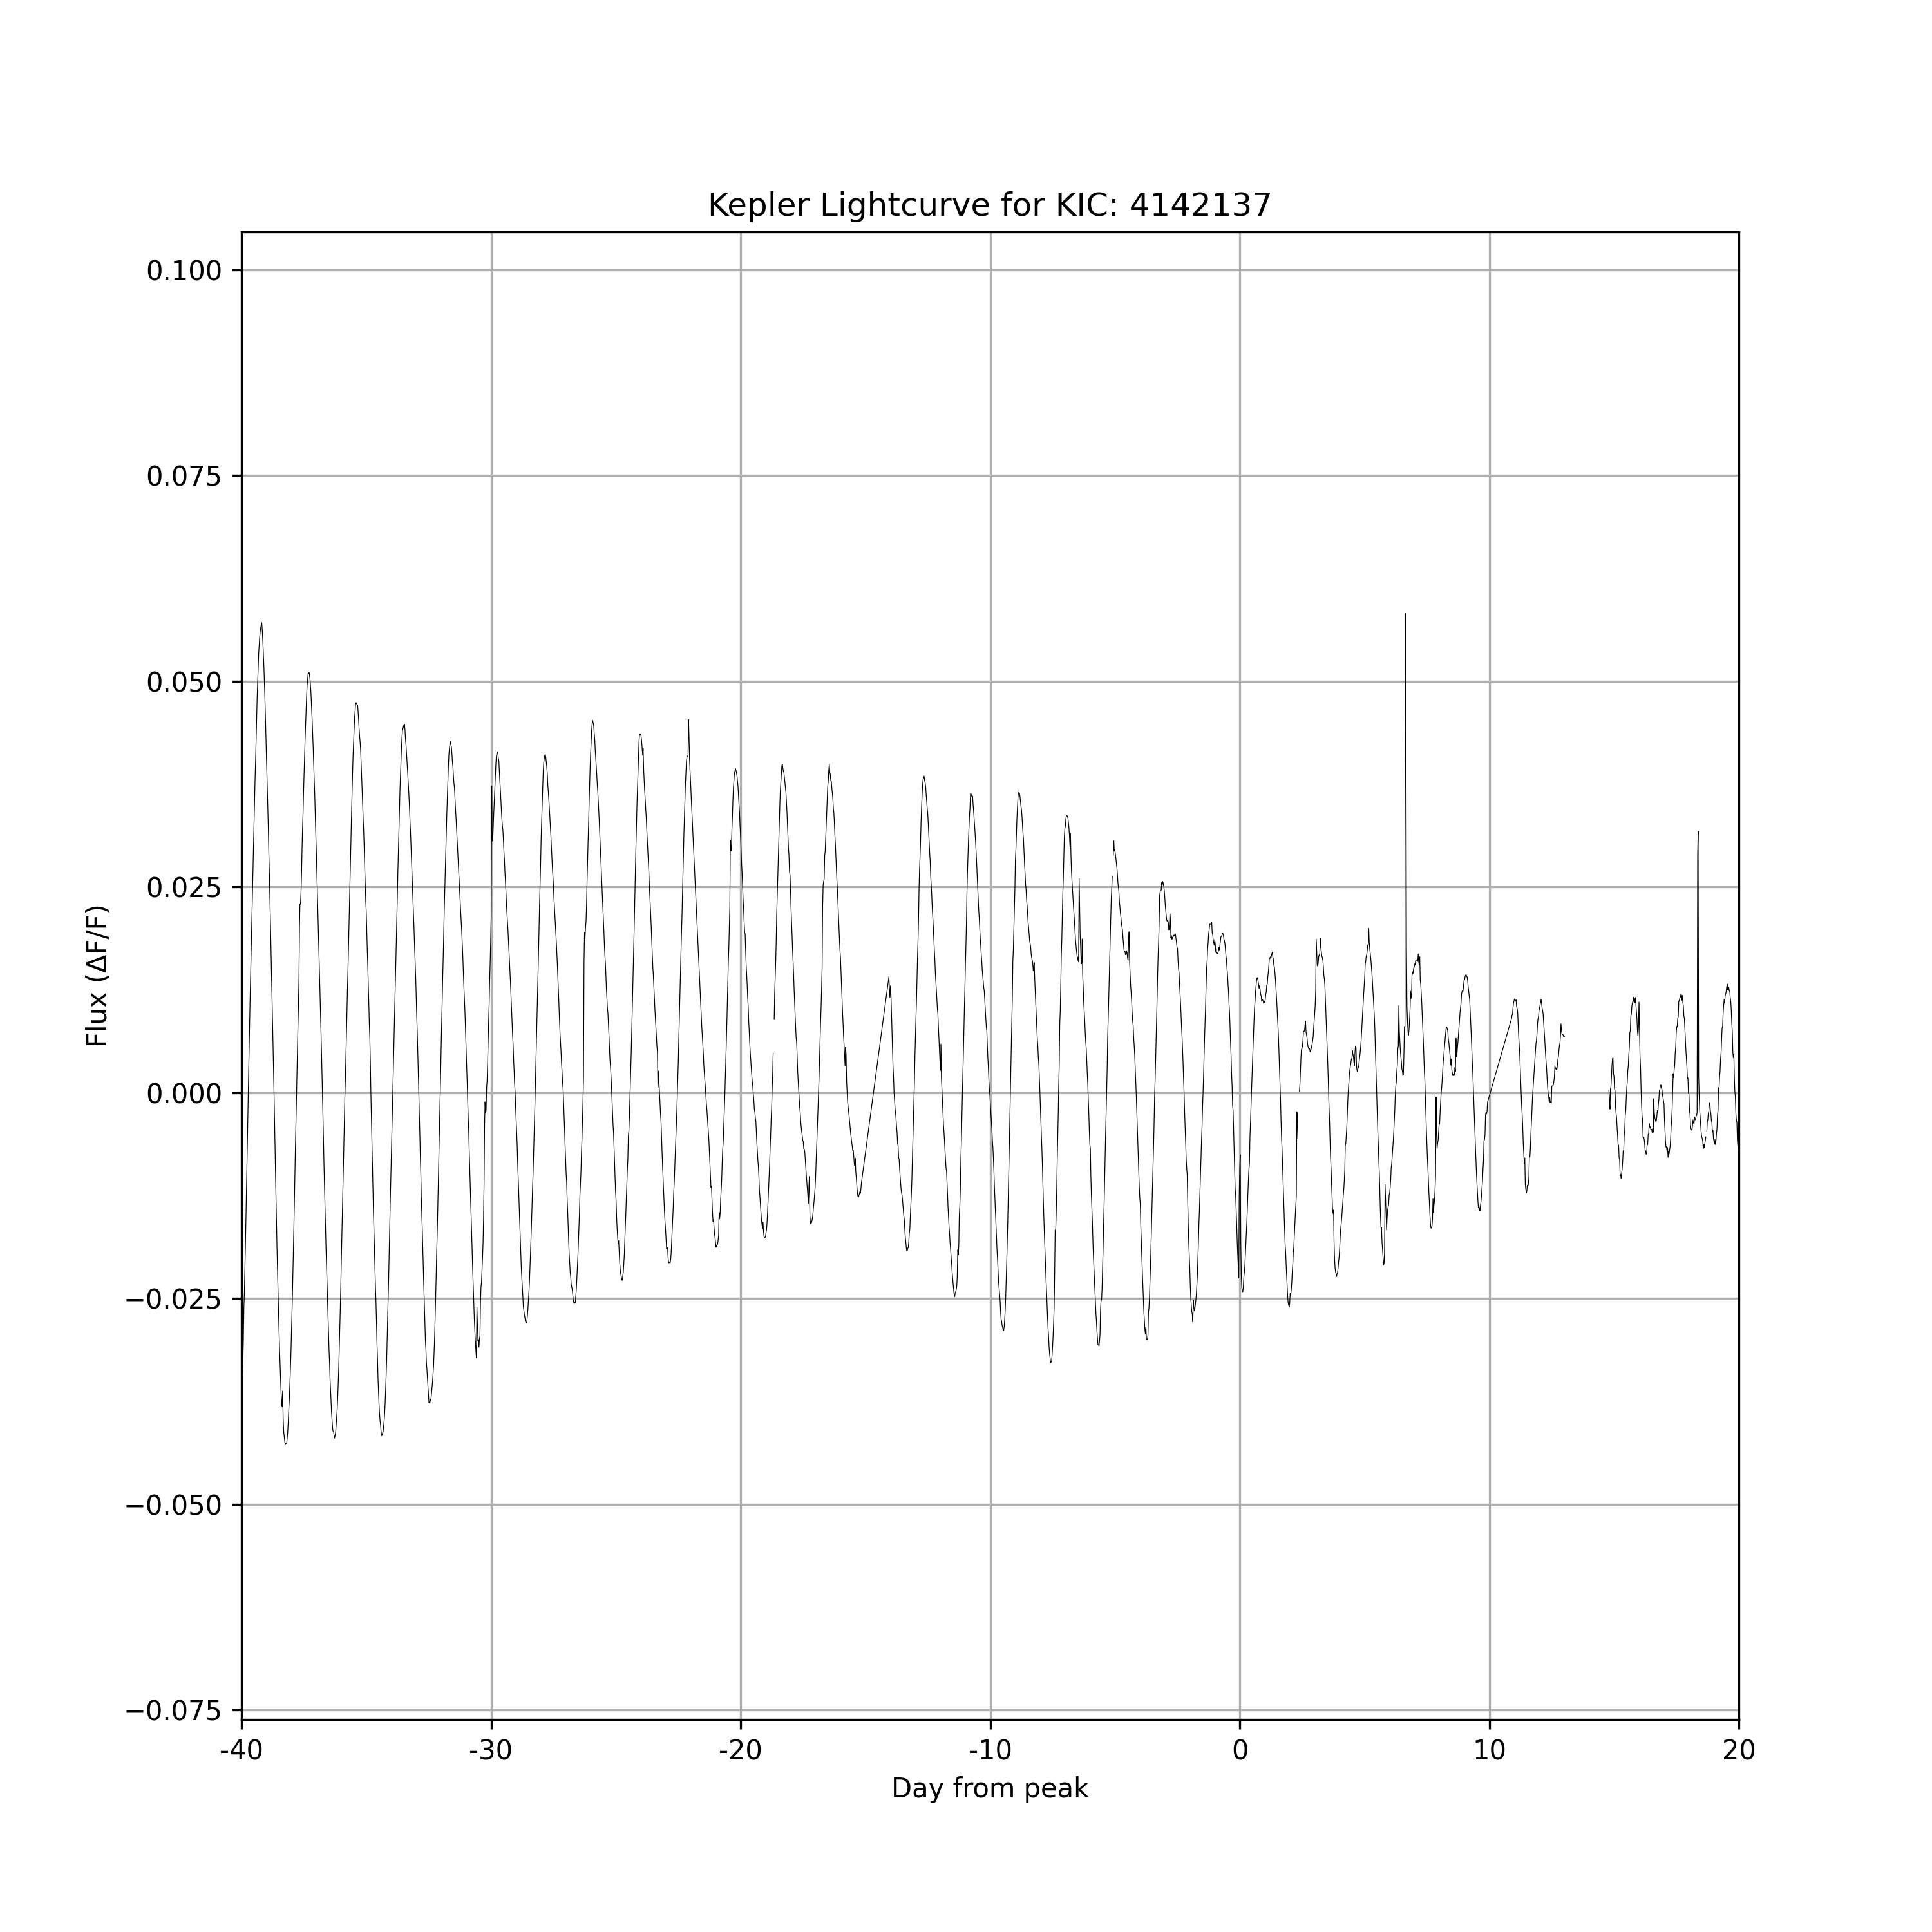 Kepler Lightcurve for KIC: 4142137
0.100
0.075
0.050
0.025
0.000
−0.025
−0.050
−0.075
Flux (ΔF/F)
-40 -30 -20 -10 0 10 20
Day from peak